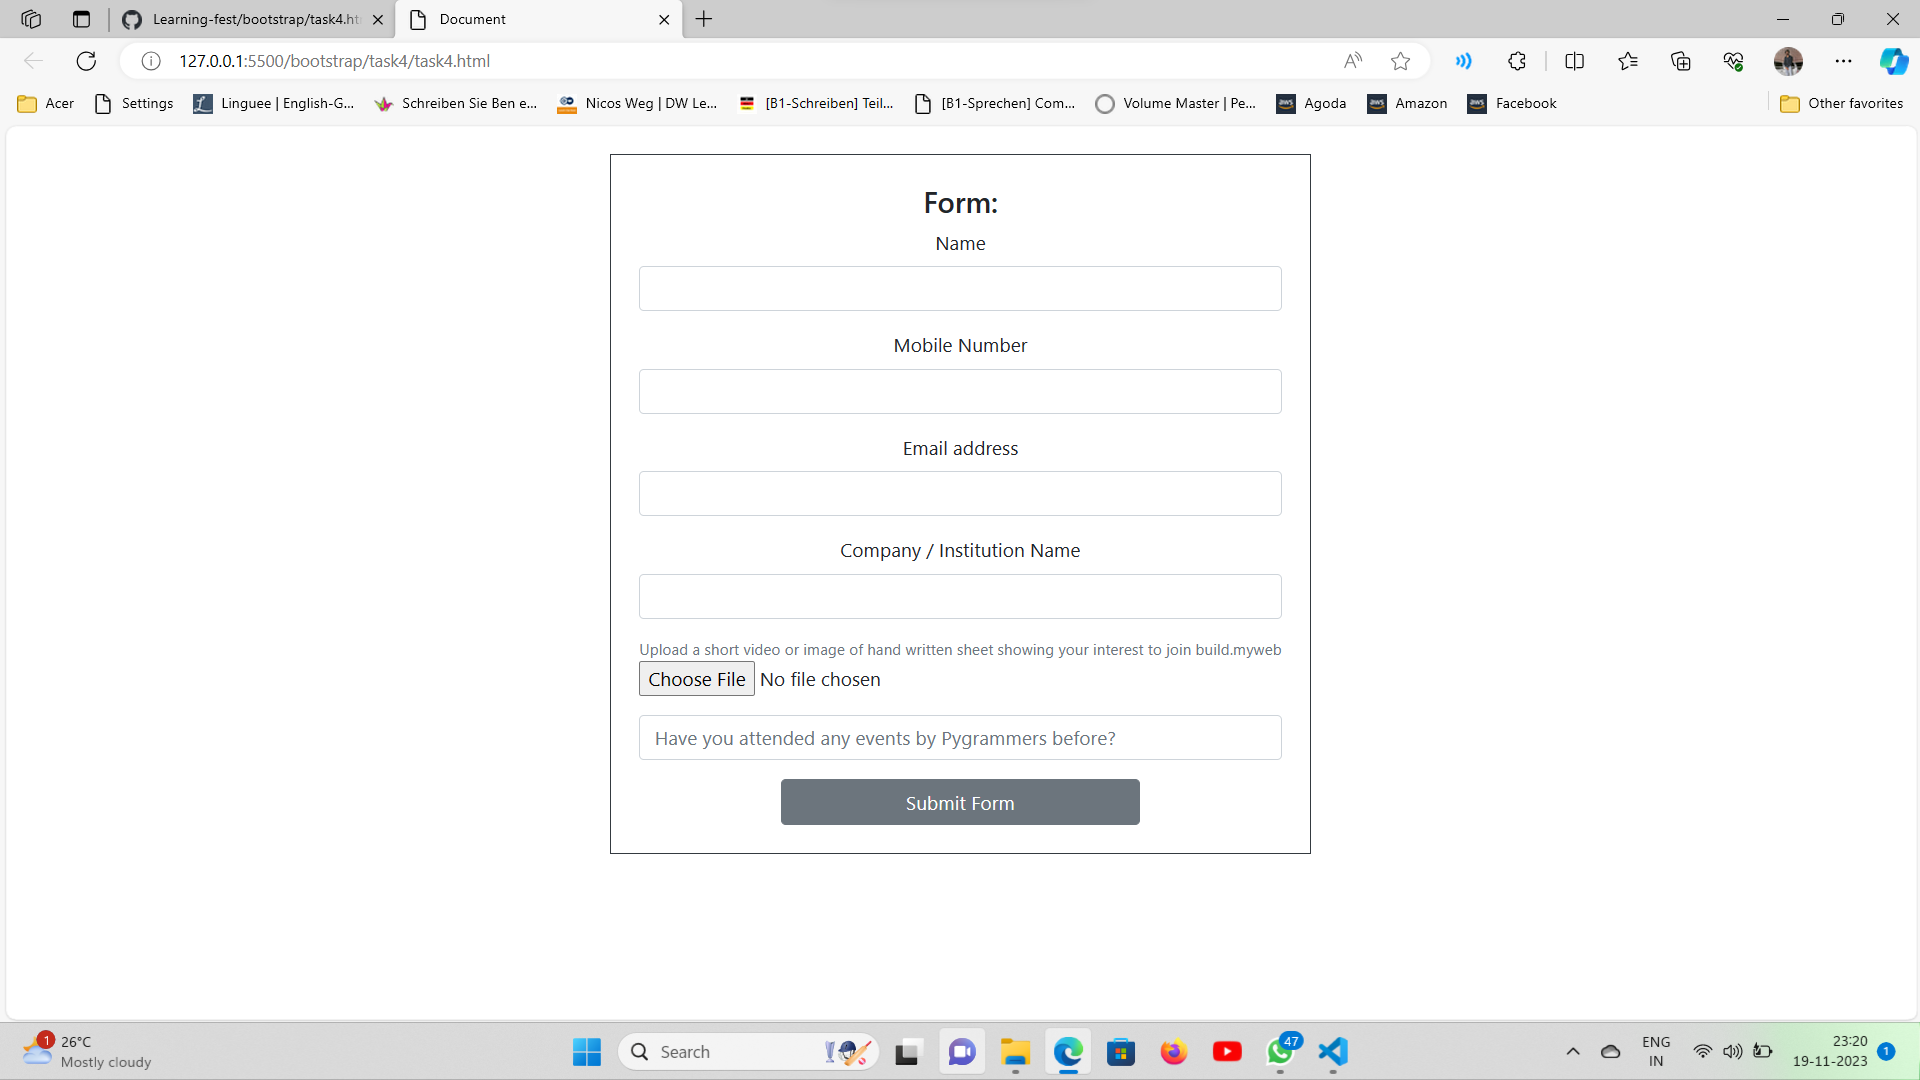 Learning-fest/bootstrap/task4.ht
Document
127.0.0.1:5500/bootstrap/task4/task4.html
Acer
Settings
Linguee | English-G...
Schreiben Sie Ben e...
Nicos Weg | DW Le...
[B1-Schreiben] Teil...
[B1-Sprechen] Com...
Volume Master | Pe...
aws
Agoda
aws
Amazon
aws
Facebook
Other favorites
Form:
Name
Mobile Number
Email address
Company / Institution Name
Upload a short video or image of hand written sheet showing your interest to join build.myweb
Choose File No file chosen
Have you attended any events by Pygrammers before?
Submit Form
1
26°C
Mostly cloudy
Search
47
ENG
IN
23:20
19-11-2023
1